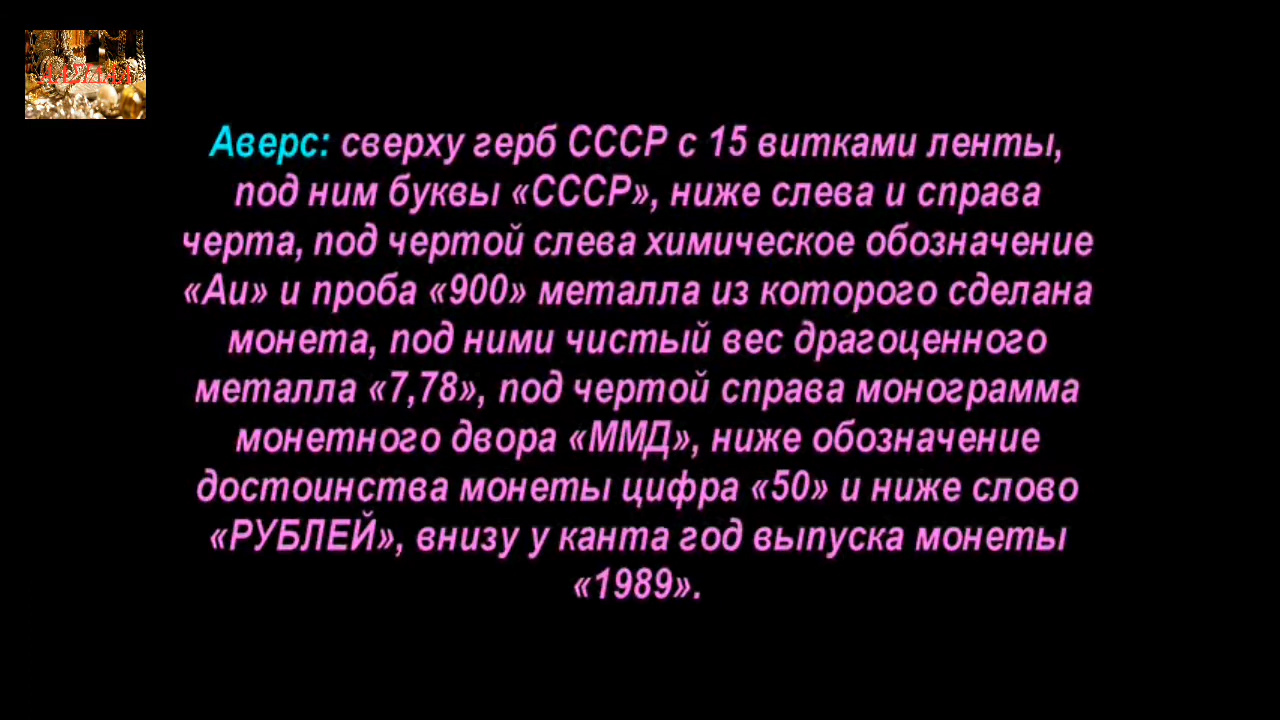 Аверс: сверху герб СССР с 15 витками ленты,
под ним буквы «СССР», ниже слева и справа
черта, под чертой слева химическое обозначение
«Аи» и проба «900» металла из которого сделана
монета, под ними чистый вес драгоценного
металла «7,78», под чертой справа монограмма
монетного двора «ММД», ниже обозначение
достоинства монеты цифра «50» и ниже слово
«РУБЛЕЙ», внизу у канта год выпуска монеты
«1989».